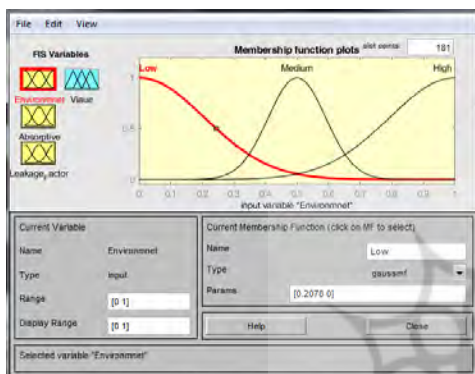 File Edit View
FIS Variables
Membership function plots plot points: 181
Low Medium High
Environmnet Value
Absorptive
Leakage_factor
1
0.5
0
0 0.1 0.2 0.3 0.4 0.5 0.6 0.7 0.8 0.9 1
input variable "Environmnet"
Current Variable
Name Environmnet
Type input
Range [0 1]
Display Range [0 1]
Current Membership Function (click on MF to select)
Name Low
Type gaussmf
Params [0.2078 0]
Help Close
Selected variable "Environmnet"